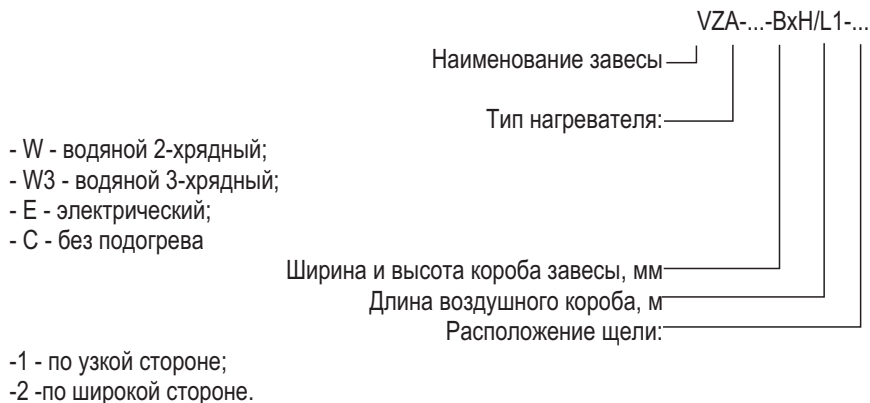 VZA-...-BxH/L1-...
Наименование завесы
Тип нагревателя:
- W - водяной 2-хрядный;
- W3 - водяной 3-хрядный;
- E - электрический;
- C - без подогрева
Ширина и высота короба завесы, мм
Длина воздушного короба, м
Расположение щели:
-1 - по узкой стороне;
-2 -по широкой стороне.